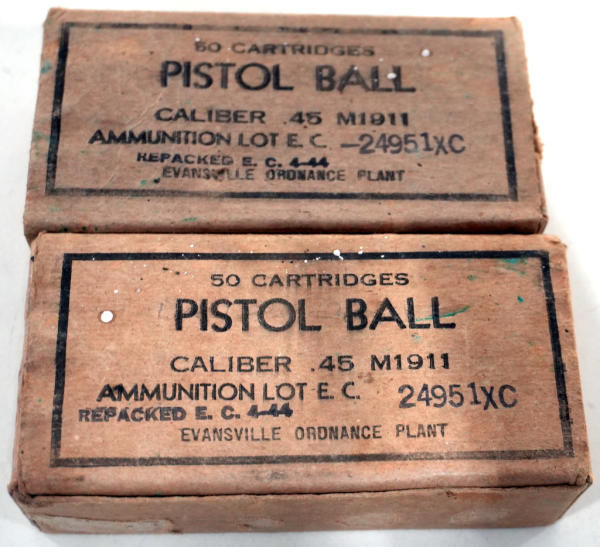 50 CARTRIDGES
PISTOL BALL
CALIBER .45 M1911
AMMUNITION LOT E. C. -24951XC
REPACKED E. C. 4-44
EVANSVILLE ORDNANCE PLANT
50 CARTRIDGES
PISTOL BALL
CALIBER .45 M1911
AMMUNITION LOT E. C. 24951XC
REPACKED E. C. 4-44
EVANSVILLE ORDNANCE PLANT